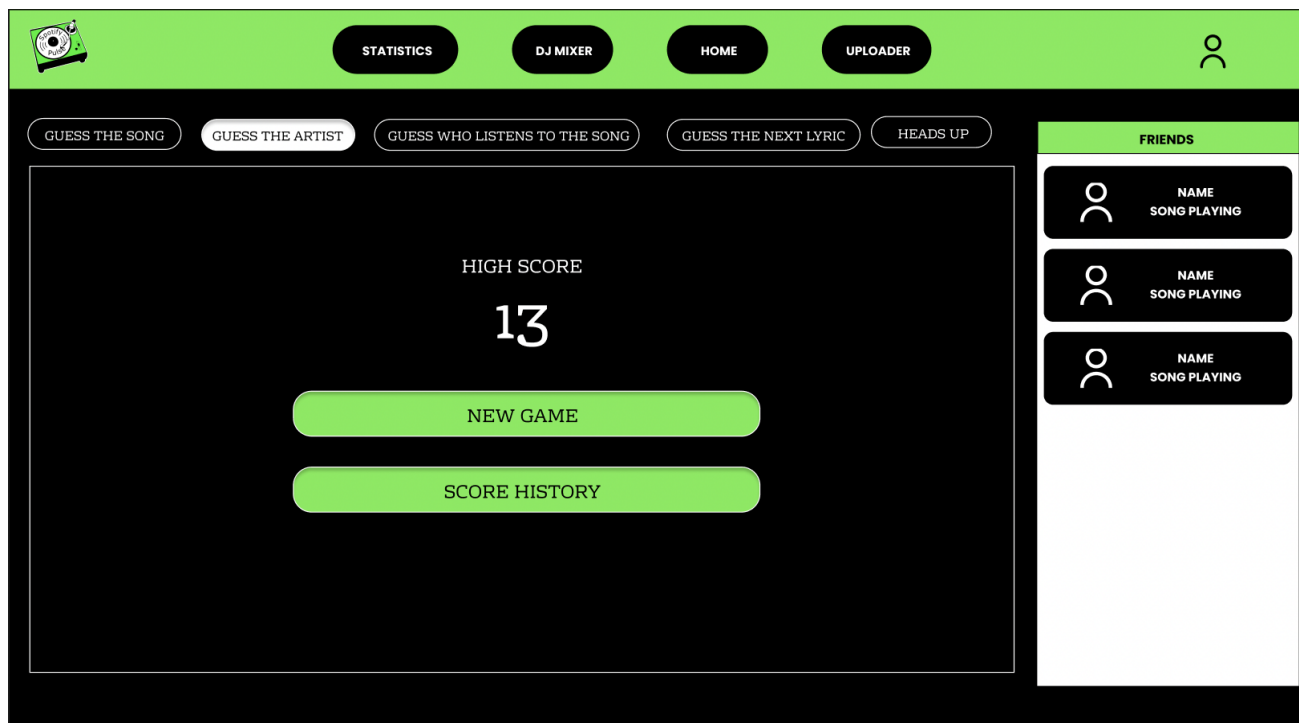 Spotify
Pulse
STATISTICS
DJ MIXER
HOME
UPLOADER
GUESS THE SONG
GUESS THE ARTIST
GUESS WHO LISTENS TO THE SONG
GUESS THE NEXT LYRIC
HEADS UP
HIGH SCORE
13
NEW GAME
SCORE HISTORY
FRIENDS
NAME
SONG PLAYING
NAME
SONG PLAYING
NAME
SONG PLAYING